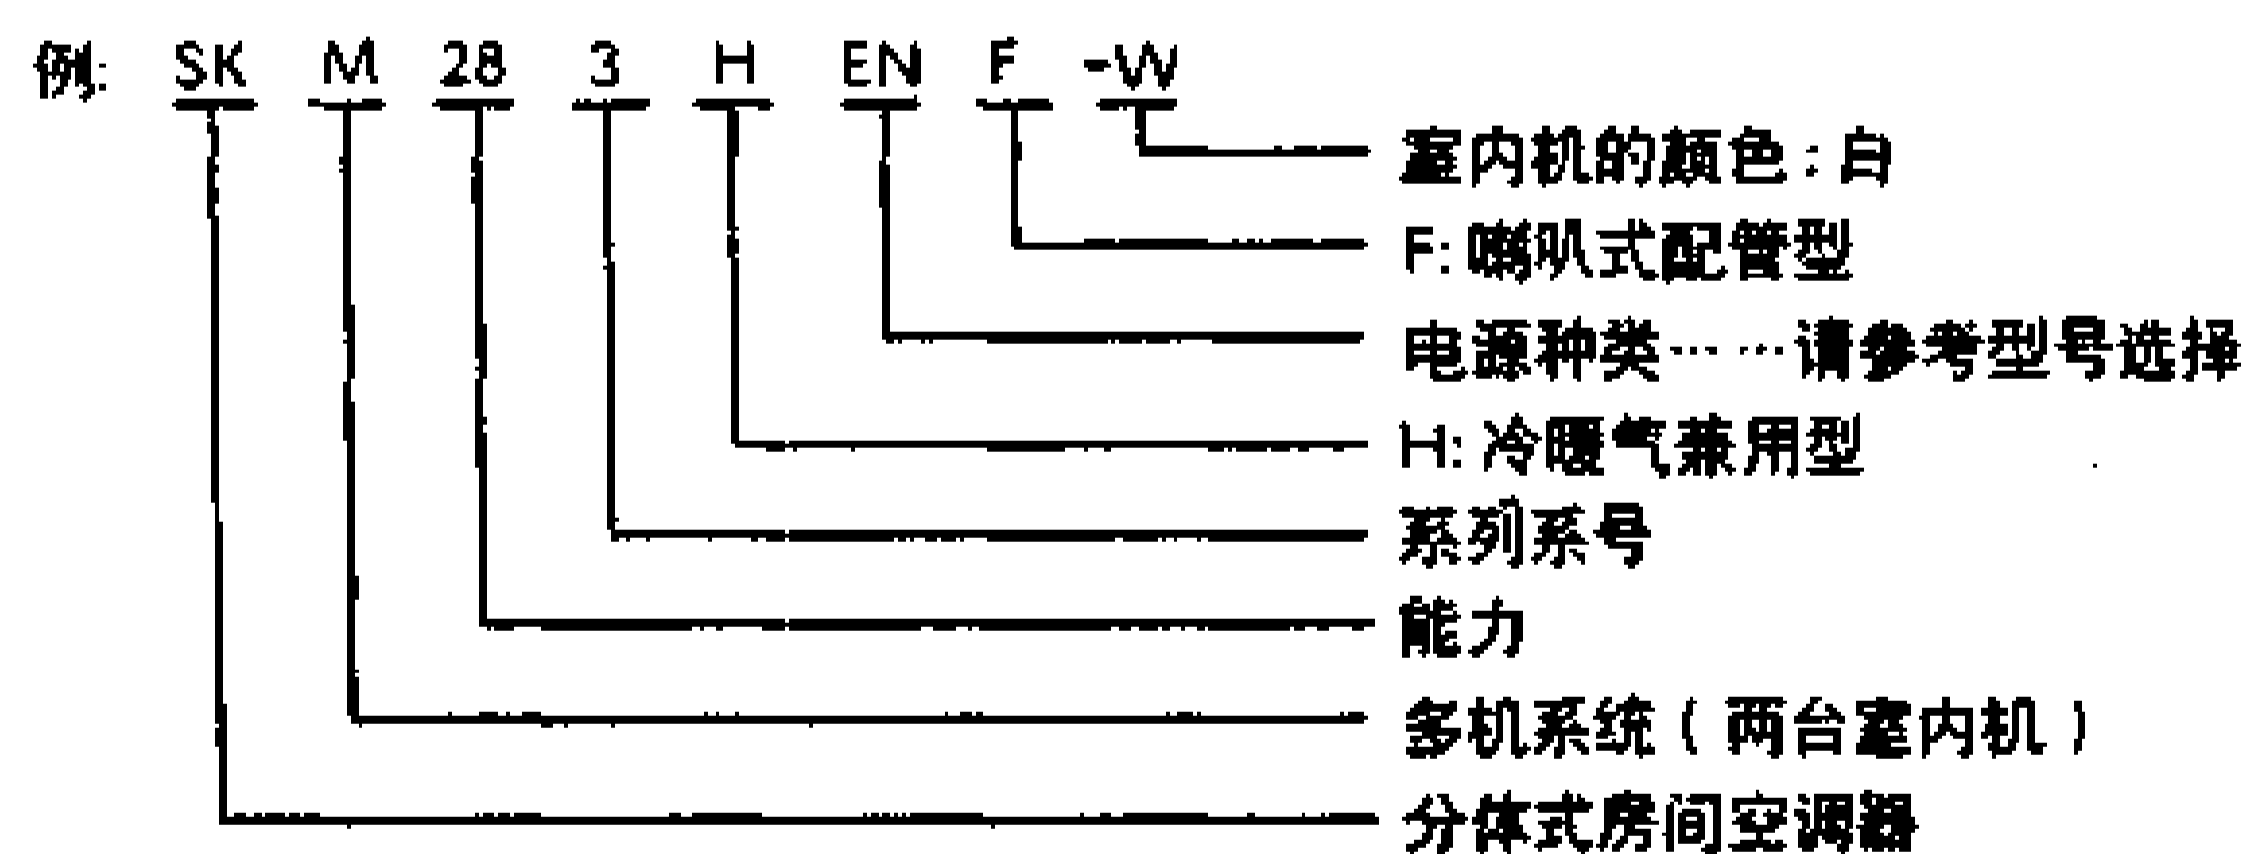 例: SK M 28 3 H EN F -W
室内机的颜色:白
F:喇叭式配管型
电源种类……请参考型号选择
H:冷暖气兼用型
系列系号
能力
多机系统(两台室内机)
分体式房间空调器